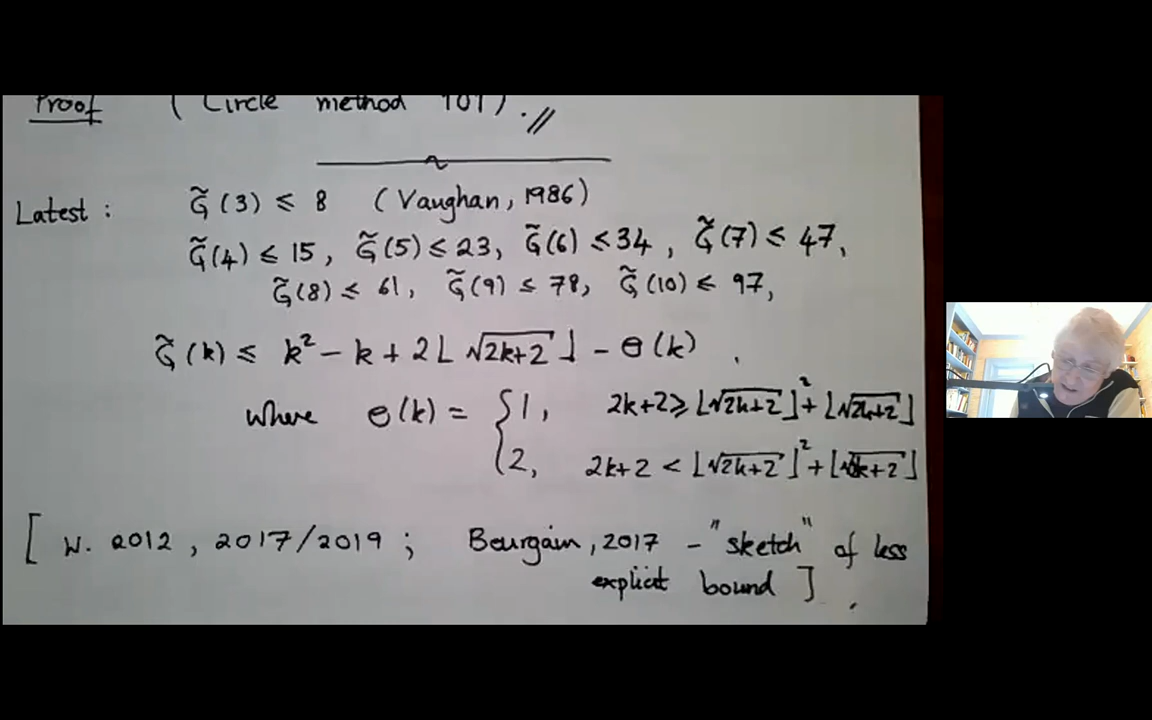 Proof (Circle method 101). //
Latest : G̃(3) ≤ 8 (Vaughan, 1986)
G̃(4) ≤ 15, G̃(5) ≤ 23, G̃(6) ≤ 34, G̃(7) ≤ 47,
G̃(8) ≤ 61, G̃(9) ≤ 78, G̃(10) ≤ 97,
G̃(k) ≤ k² - k + 2⌊√(2k+2)⌋ - θ(k).
where θ(k) = { 1, 2k+2 ≥ ⌊√(2k+2)⌋² + ⌊√(2k+2)⌋
2, 2k+2 < ⌊√(2k+2)⌋² + ⌊√(2k+2)⌋
[ W. 2012, 2017/2019 ; Bourgain, 2017 - "sketch" of less
explicit bound ].